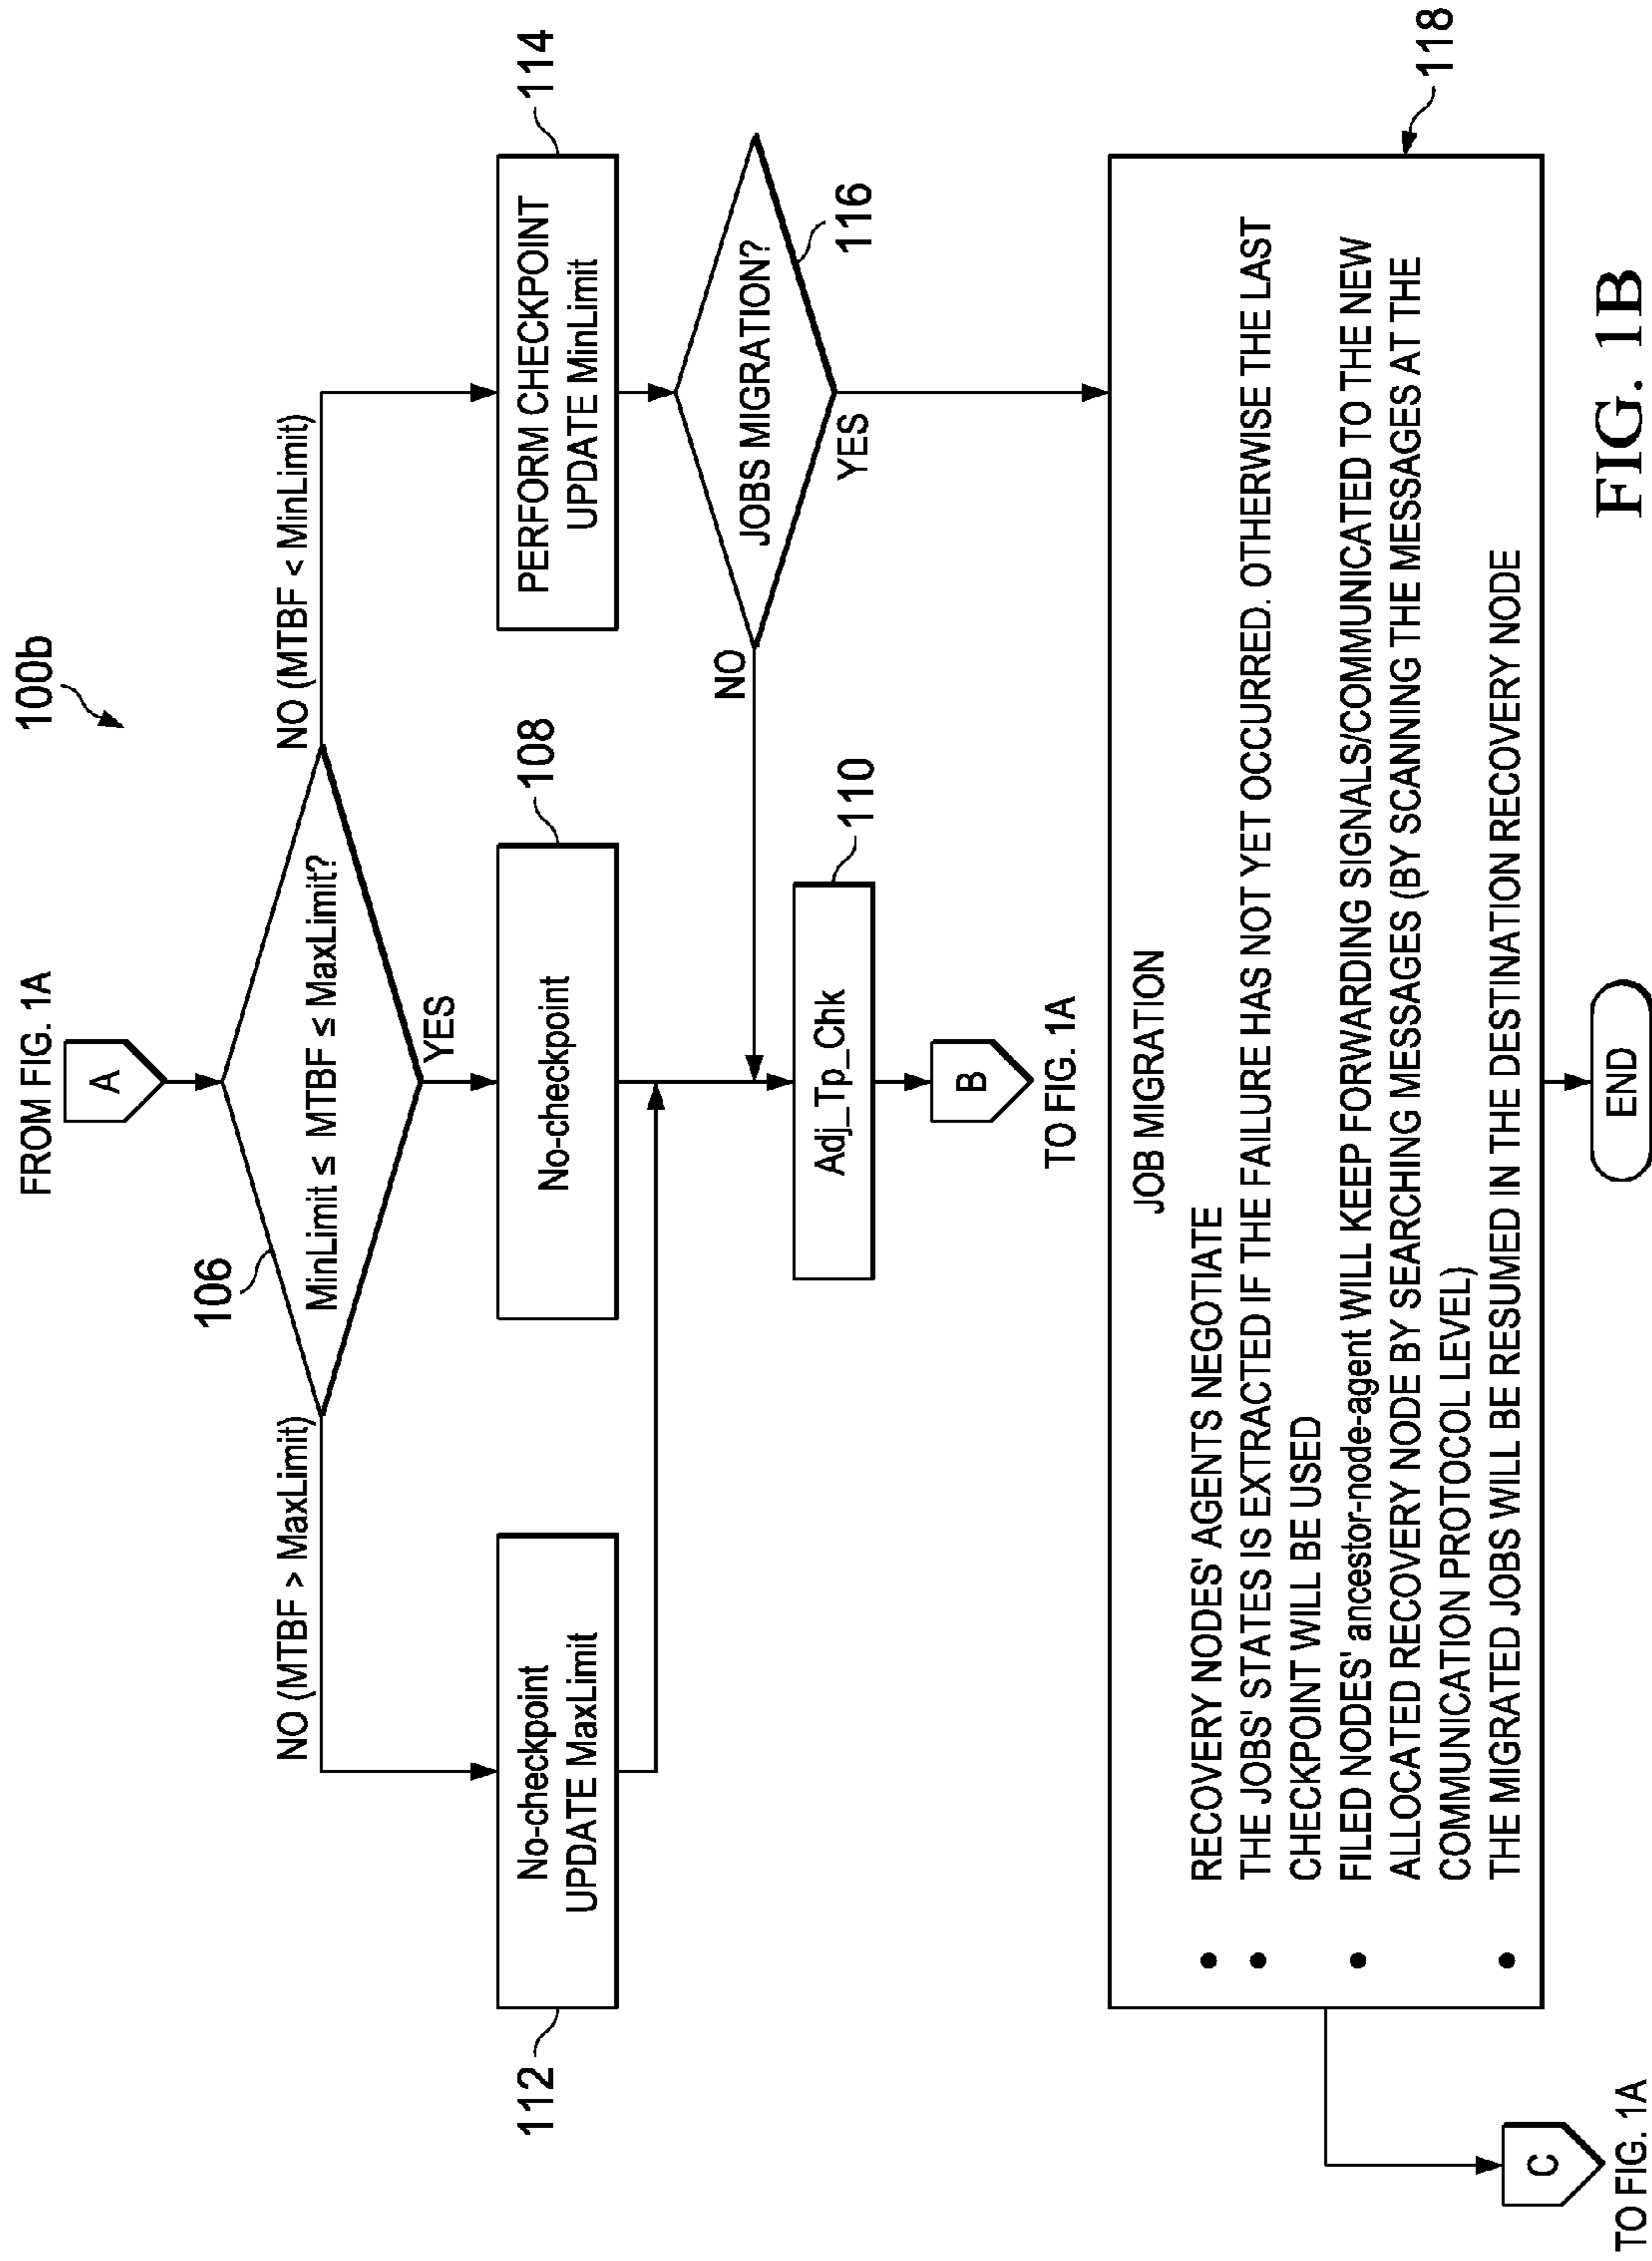 100b
FROM FIG. 1A
A
106
MinLimit ≤ MTBF ≤ MaxLimit?
NO (MTBF > MaxLimit)
NO (MTBF < MinLimit)
YES
112
No-checkpoint
UPDATE MaxLimit
No-checkpoint
108
PERFORM CHECKPOINT
UPDATE MinLimit
114
JOBS MIGRATION?
116
NO
YES
Adj_Tp_Chk
110
B
TO FIG. 1A
JOB MIGRATION
• RECOVERY NODES' AGENTS NEGOTIATE
• THE JOBS' STATES IS EXTRACTED IF THE FAILURE HAS NOT YET OCCURRED. OTHERWISE THE LAST
CHECKPOINT WILL BE USED
• FILED NODES' ancestor-node-agent WILL KEEP FORWARDING SIGNALS/COMMUNICATED TO THE NEW
ALLOCATED RECOVERY NODE BY SEARCHING MESSAGES (BY SCANNING THE MESSAGES AT THE
COMMUNICATION PROTOCOL LEVEL)
• THE MIGRATED JOBS WILL BE RESUMED IN THE DESTINATION RECOVERY NODE
118
C
TO FIG. 1A
END
FIG. 1B